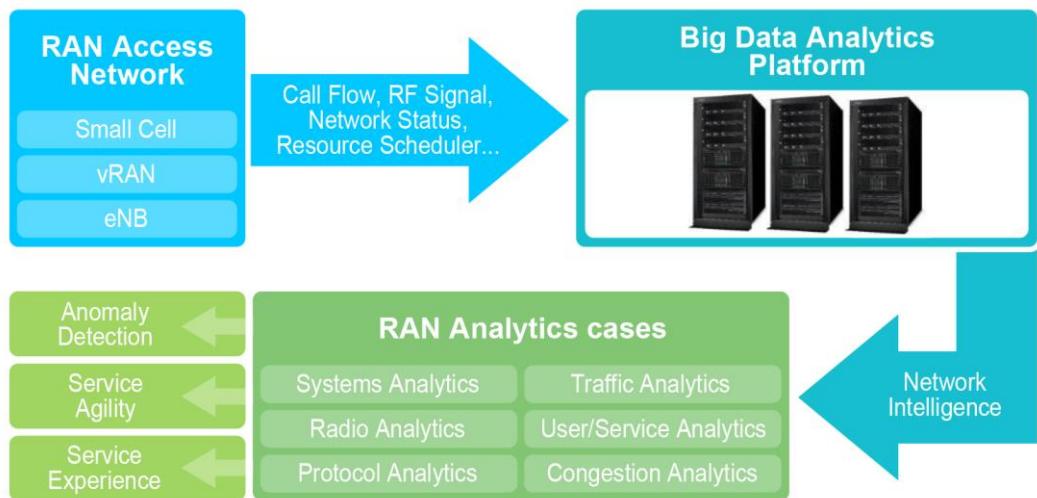 RAN Access
Network
Small Cell
vRAN
eNB
Call Flow, RF Signal,
Network Status,
Resource Scheduler...
Big Data Analytics
Platform
Network
Intelligence
RAN Analytics cases
Systems Analytics
Traffic Analytics
Radio Analytics
User/Service Analytics
Protocol Analytics
Congestion Analytics
Anomaly
Detection
Service
Agility
Service
Experience